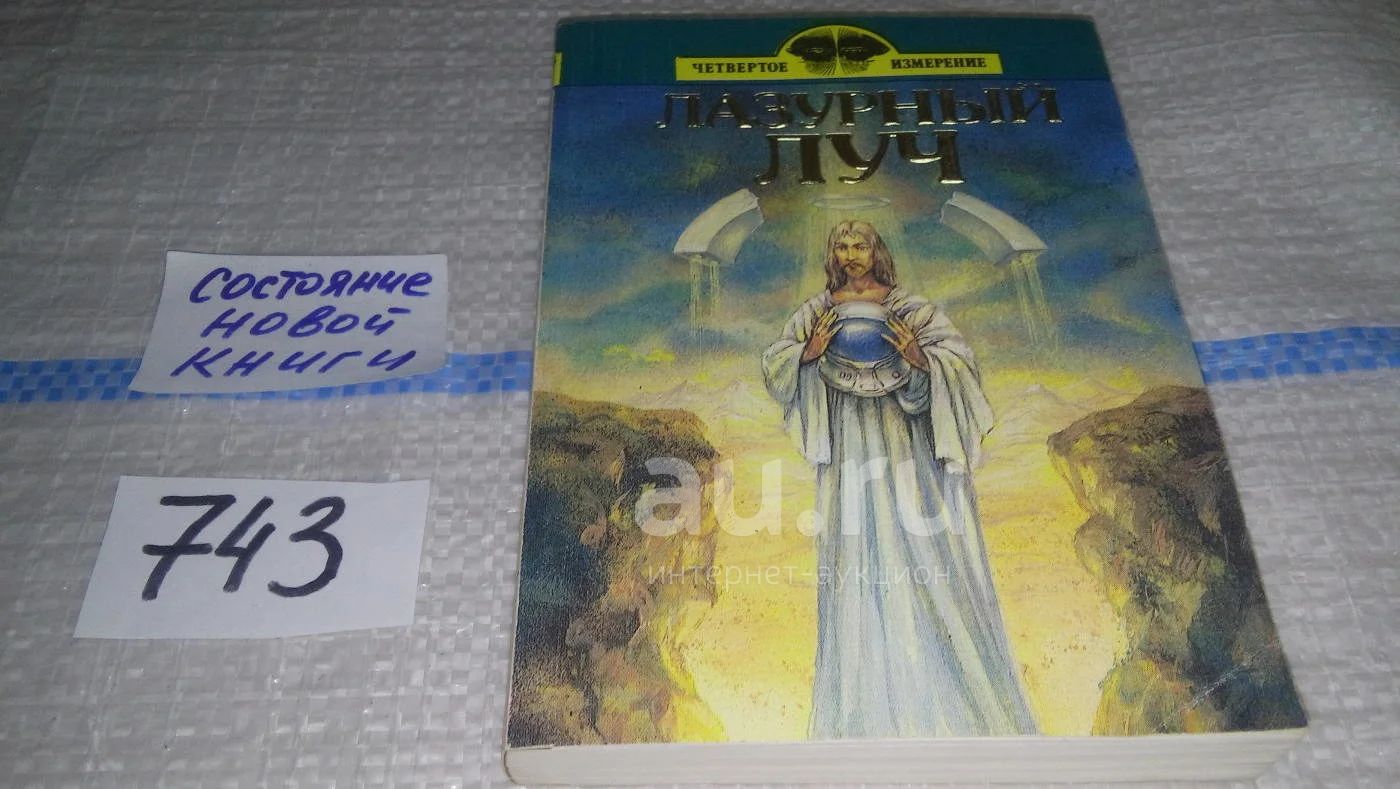 ЧЕТВЕРТОЕ ИЗМЕРЕНИЕ
ЛАЗУРНЫЙ
ЛУЧ
состояние
новой
книги
743
au.ru
интернет-аукцион